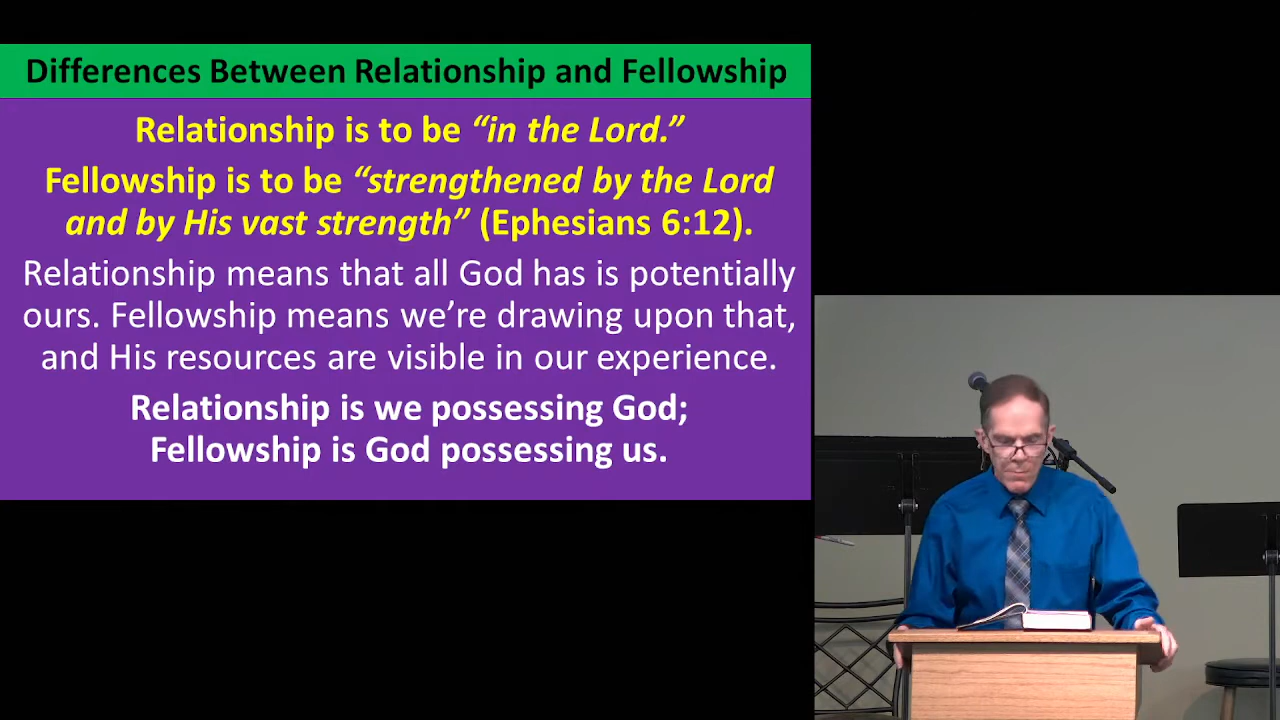 Differences Between Relationship and Fellowship
Relationship is to be “in the Lord.”
Fellowship is to be “strengthened by the Lord
and by His vast strength” (Ephesians 6:12).
Relationship means that all God has is potentially
ours. Fellowship means we’re drawing upon that,
and His resources are visible in our experience.
Relationship is we possessing God;
Fellowship is God possessing us.